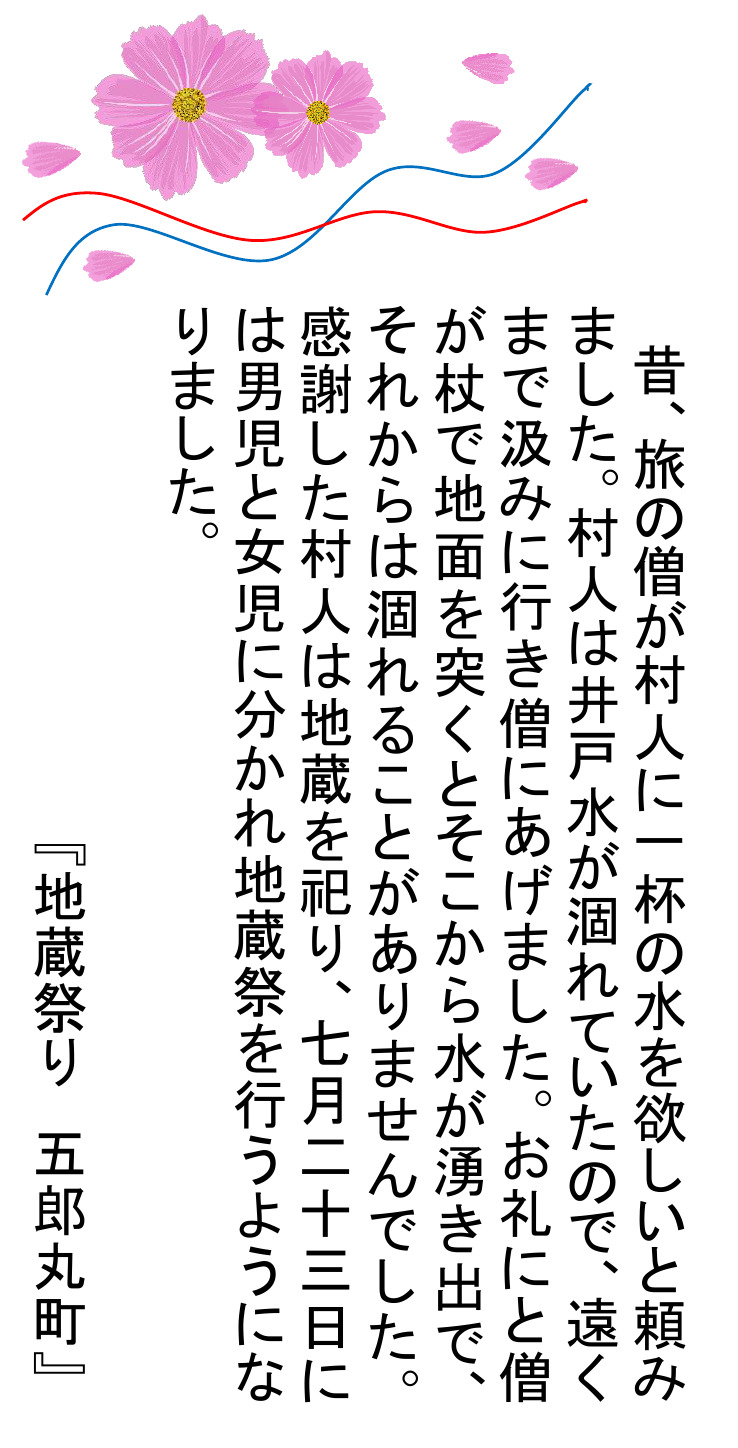 昔、旅の僧が村人に一杯の水を欲しいと頼み
ました。村人は井戸水が涸れていたので、遠く
まで汲みに行き僧にあげました。お礼にと僧
が杖で地面を突くとそこから水が湧き出で、
それからは涸れることがありませんでした。
感謝した村人は地蔵を祀り、七月二十三日に
は男児と女児に分かれ地蔵祭を行うようにな
りました。
『地蔵祭り　五郎丸町』